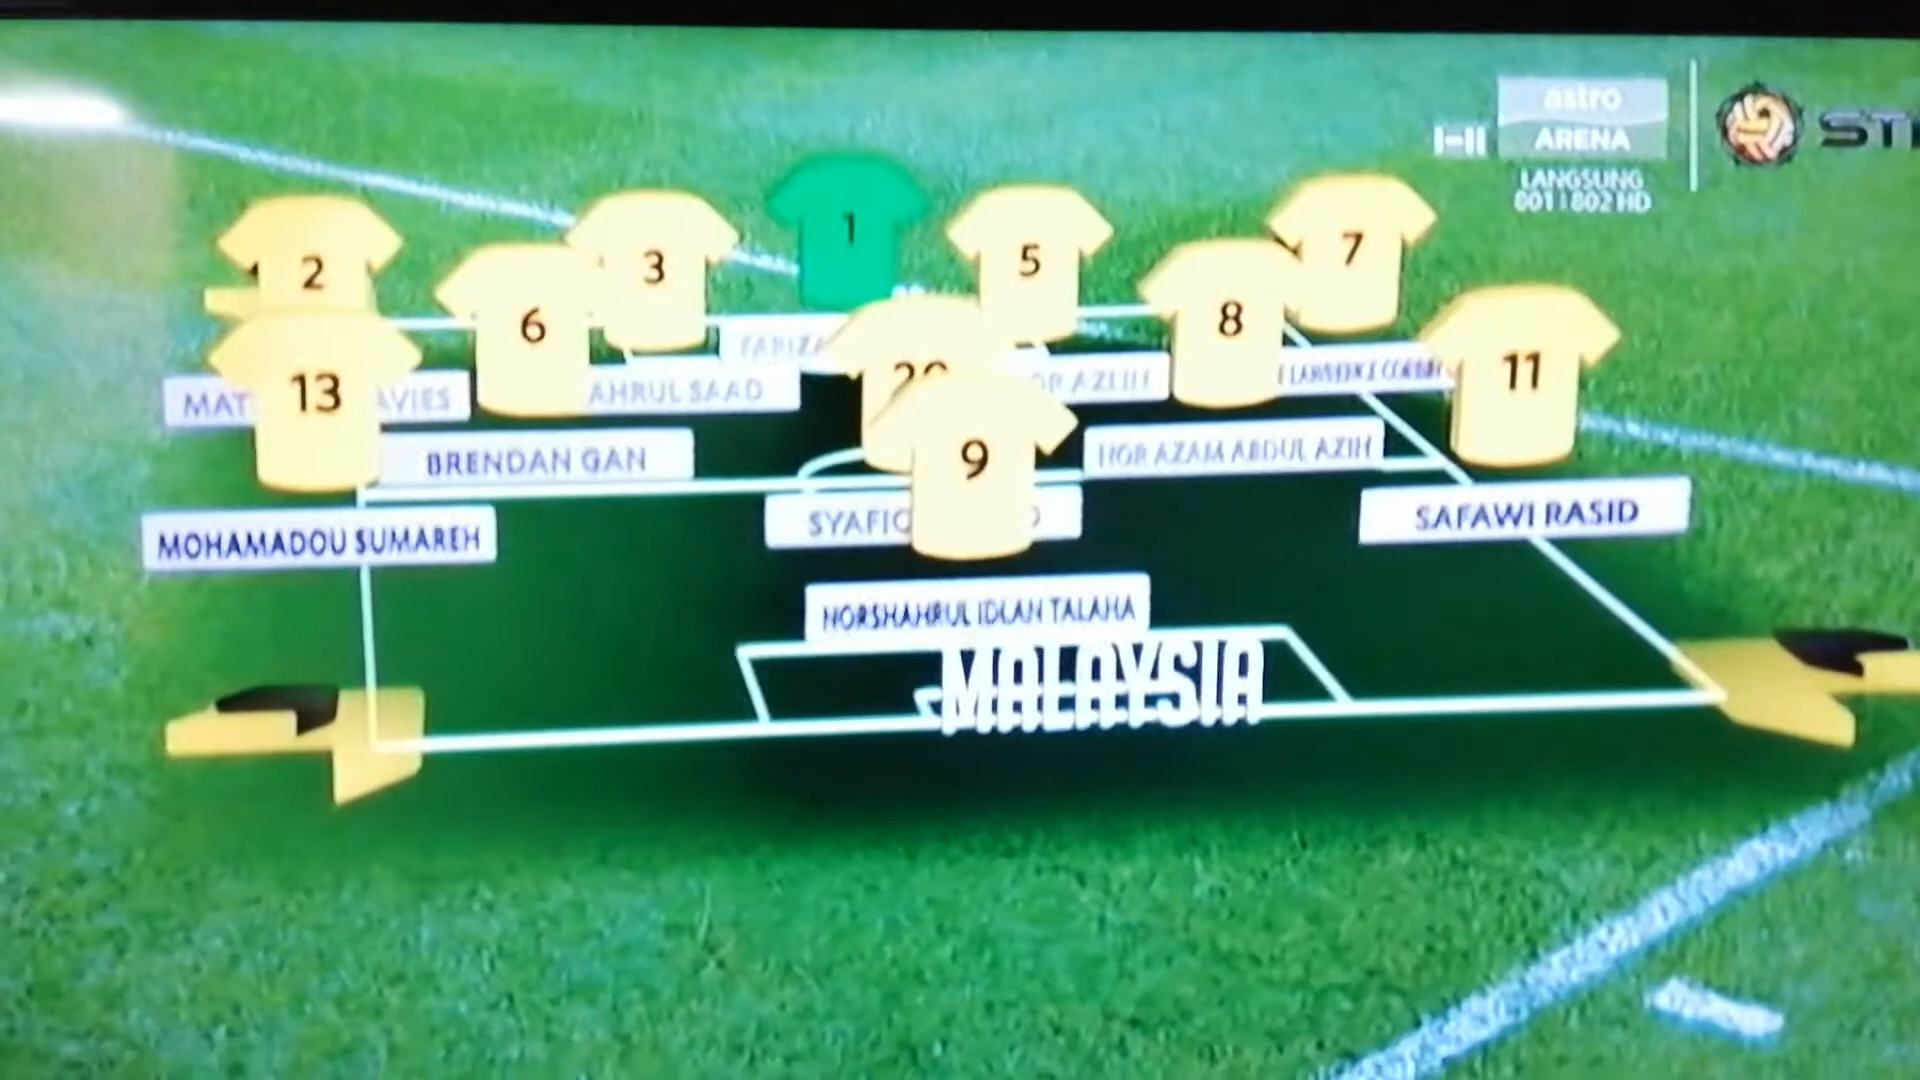 astro
ARENA
LANGSUNG
801 | 802 HD
1
2
3
5
7
6
8
13
11
9
AHRUL SAAD
BRENDAN GAN
NOR AZAM ABDUL AZIH
MOHAMADOU SUMAREH
SAFAWI RASID
NORSHAHRUL IDLAN TALAHA
MALAYSIA